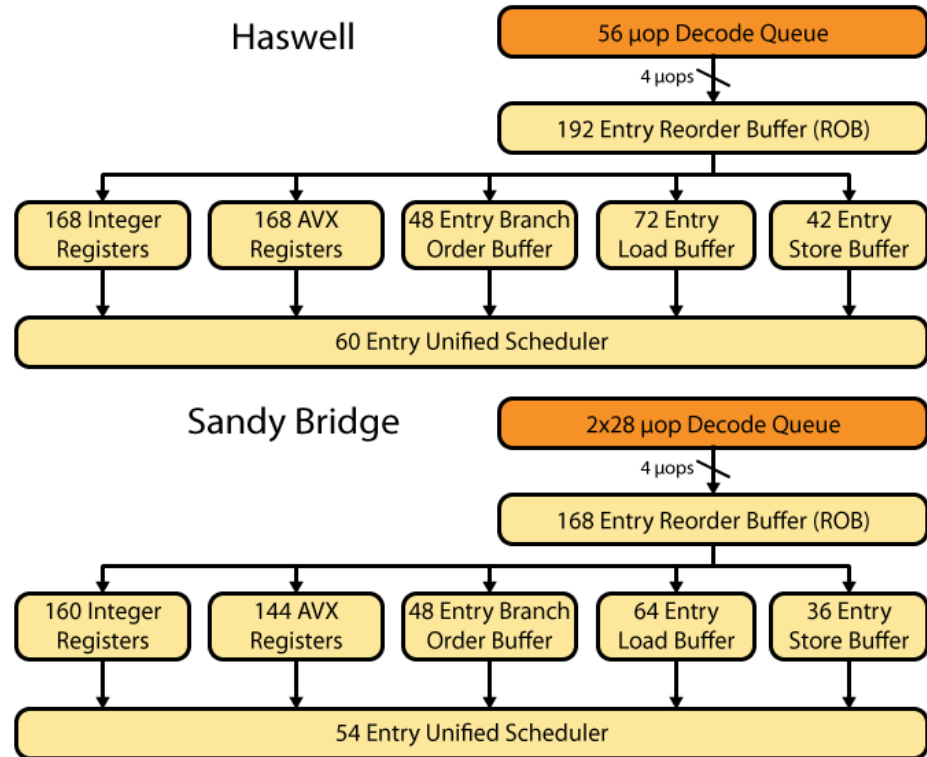 Haswell
56 μop Decode Queue
4 μops
192 Entry Reorder Buffer (ROB)
168 Integer
Registers
168 AVX
Registers
48 Entry Branch
Order Buffer
72 Entry
Load Buffer
42 Entry
Store Buffer
60 Entry Unified Scheduler
Sandy Bridge
2x28 μop Decode Queue
4 μops
168 Entry Reorder Buffer (ROB)
160 Integer
Registers
144 AVX
Registers
48 Entry Branch
Order Buffer
64 Entry
Load Buffer
36 Entry
Store Buffer
54 Entry Unified Scheduler